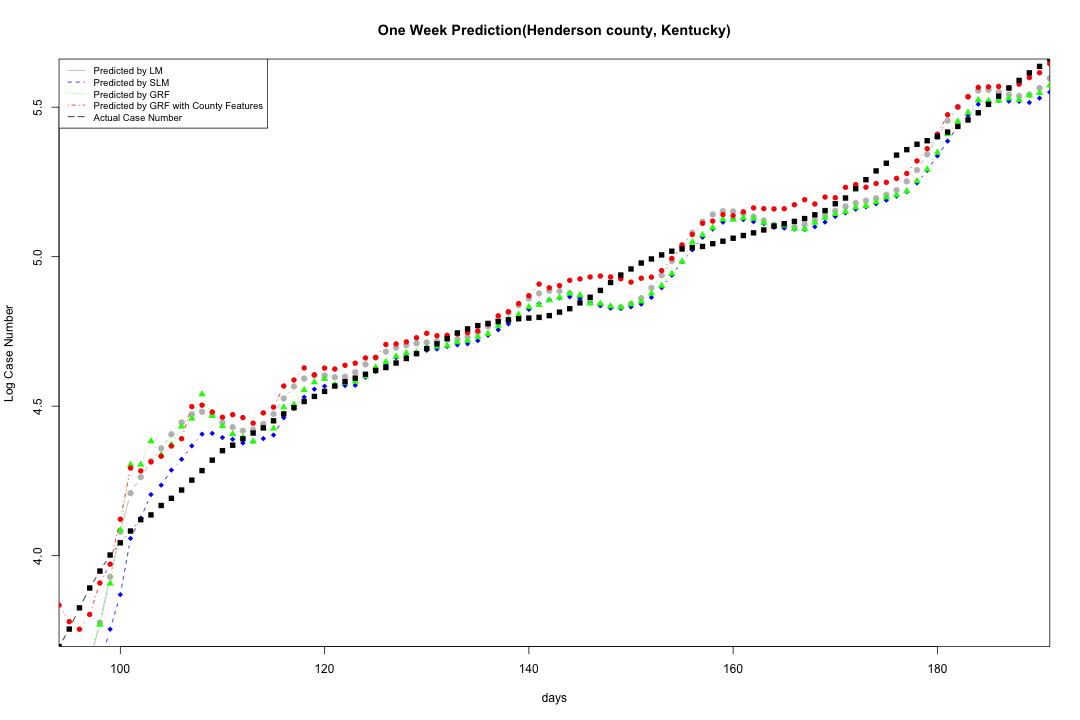 One Week Prediction(Henderson county, Kentucky)
Predicted by LM
Predicted by SLM
Predicted by GRF
Predicted by GRF with County Features
Actual Case Number
Log Case Number
5.5
5.0
4.5
4.0
100 120 140 160 180
days